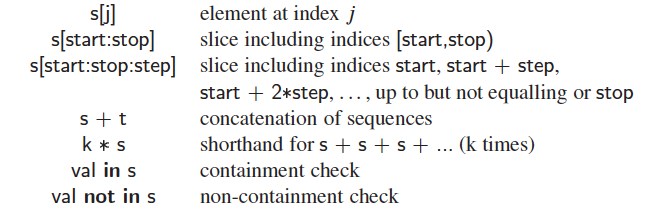 s[j] element at index j
s[start:stop] slice including indices [start,stop)
s[start:stop:step] slice including indices start, start + step,
start + 2*step, ..., up to but not equalling or stop
s + t concatenation of sequences
k * s shorthand for s + s + s + ... (k times)
val in s containment check
val not in s non-containment check